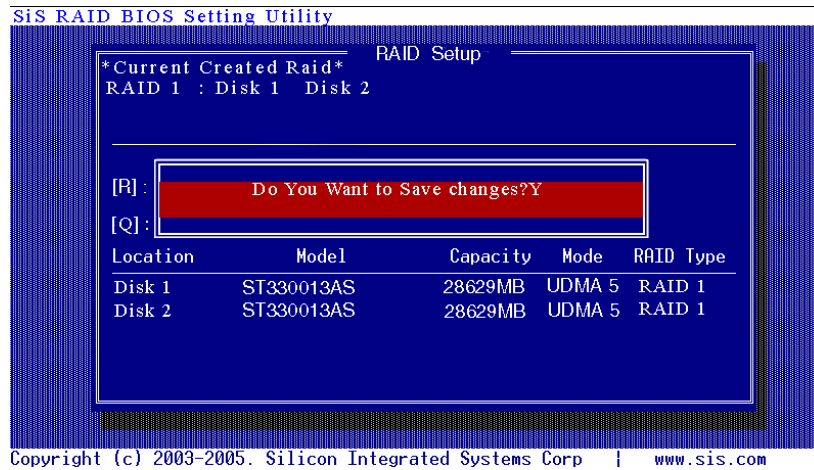 SiS RAID BIOS Setting Utility
RAID Setup
*Current Created Raid*
RAID 1 : Disk 1 Disk 2
[R] :
Do You Want to Save changes?Y
[Q] :
Location Model Capacity Mode RAID Type
Disk 1 ST330013AS 28629MB UDMA 5 RAID 1
Disk 2 ST330013AS 28629MB UDMA 5 RAID 1
Copyright (c) 2003-2005. Silicon Integrated Systems Corp | www.sis.com